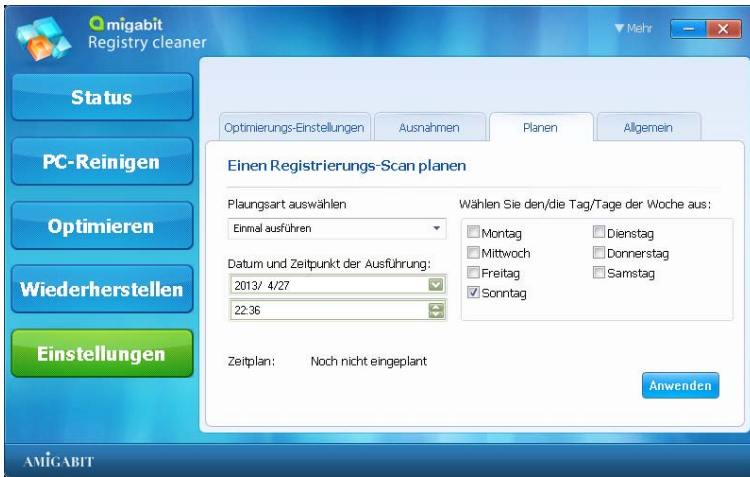 amigabit
Registry cleaner
Mehr
Status
PC-Reinigen
Optimieren
Wiederherstellen
Einstellungen
Optimierungs-Einstellungen
Ausnahmen
Planen
Allgemein
Einen Registrierungs-Scan planen
Plaungsart auswählen
Einmal ausführen
Datum und Zeitpunkt der Ausführung:
2013/ 4/27
22:36
Wählen Sie den/die Tag/Tage der Woche aus:
Montag
Dienstag
Mittwoch
Donnerstag
Freitag
Samstag
Sonntag
Zeitplan: Noch nicht eingeplant
Anwenden
AMIGABIT